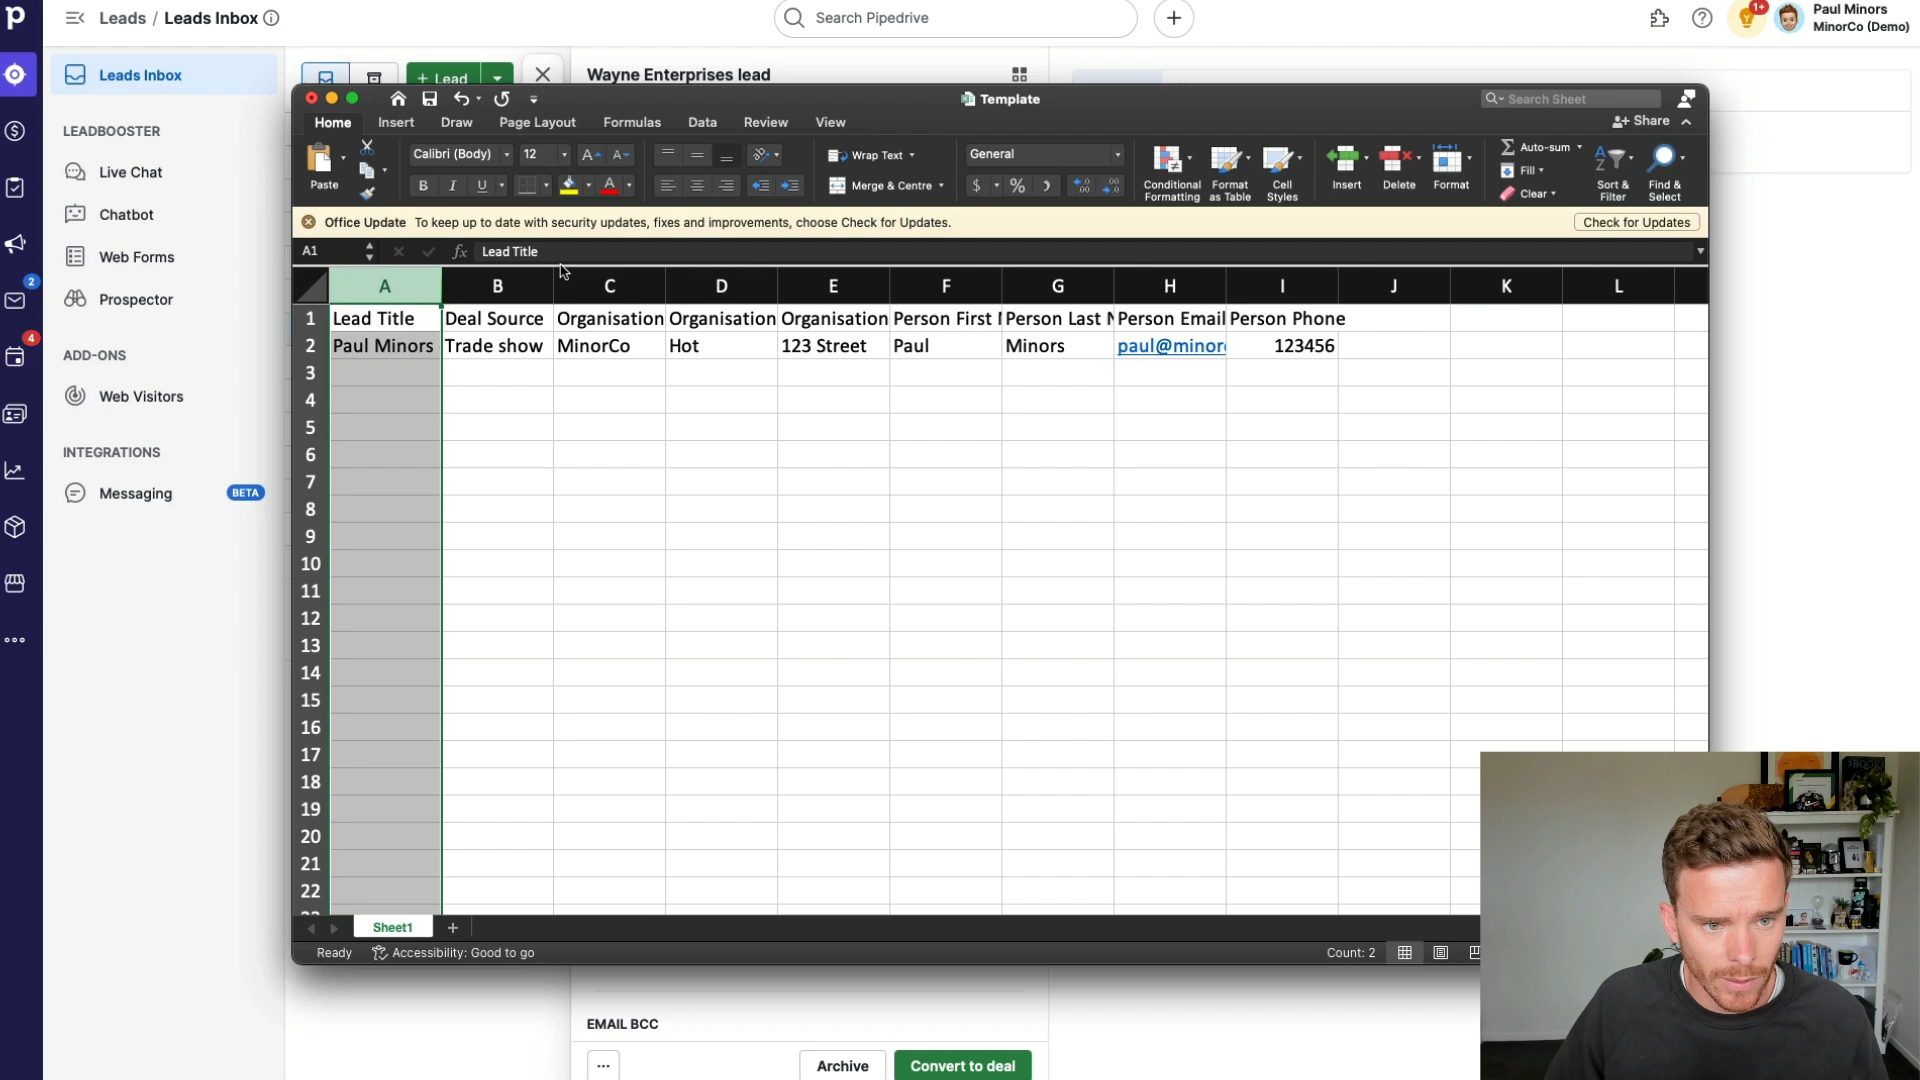 Leads / Leads Inbox
Search Pipedrive
1+
Paul Minors
MinorCo (Demo)
Leads Inbox
LEADBOOSTER
Live Chat
Chatbot
Web Forms
Prospector
2
4
ADD-ONS
Web Visitors
INTEGRATIONS
Messaging BETA
+ Lead
Wayne Enterprises lead
Template
Search Sheet
Home Insert Draw Page Layout Formulas Data Review View
Share
Paste
Calibri (Body) 12
B I U
Wrap Text
Merge & Centre
General
Conditional Formatting
Format as Table
Cell Styles
Insert Delete Format
Auto-sum
Fill
Clear
Sort & Filter
Find & Select
Office Update To keep up to date with security updates, fixes and improvements, choose Check for Updates.
Check for Updates
A1 fx Lead Title
A B C D E F G H I J K L
1 Lead Title Deal Source Organisation Organisation Organisation Person First Person Last Person Email Person Phone
2 Paul Minors Trade show MinorCo Hot 123 Street Paul Minors paul@minor 123456
3
4
5
6
7
8
9
10
11
12
13
14
15
16
17
18
19
20
21
22
Sheet1 +
Ready Accessibility: Good to go
Count: 2
EMAIL BCC
...
Archive
Convert to deal